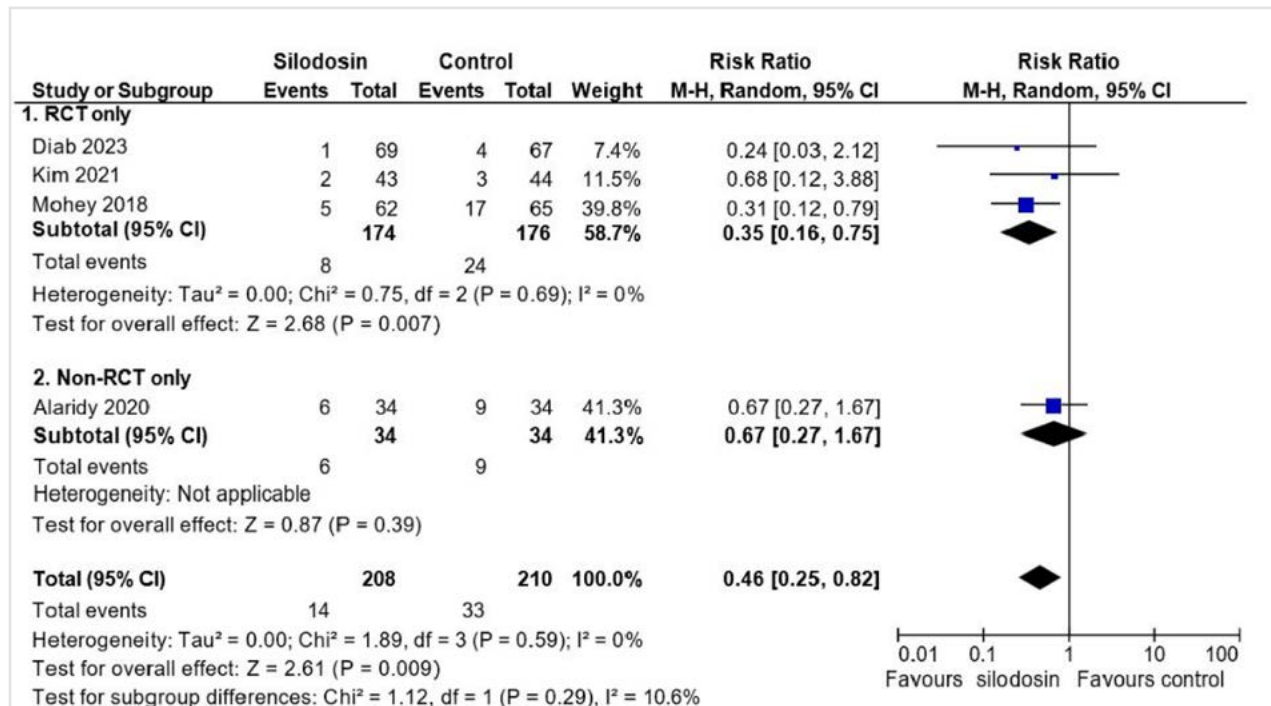 Silodosin Control Risk Ratio Risk Ratio
Study or Subgroup Events Total Events Total Weight M-H, Random, 95% CI M-H, Random, 95% CI
1. RCT only
Diab 2023 1 69 4 67 7.4% 0.24 [0.03, 2.12]
Kim 2021 2 43 3 44 11.5% 0.68 [0.12, 3.88]
Mohey 2018 5 62 17 65 39.8% 0.31 [0.12, 0.79]
Subtotal (95% CI) 174 176 58.7% 0.35 [0.16, 0.75]
Total events 8 24
Heterogeneity: Tau² = 0.00; Chi² = 0.75, df = 2 (P = 0.69); I² = 0%
Test for overall effect: Z = 2.68 (P = 0.007)
2. Non-RCT only
Alaridy 2020 6 34 9 34 41.3% 0.67 [0.27, 1.67]
Subtotal (95% CI) 34 34 41.3% 0.67 [0.27, 1.67]
Total events 6 9
Heterogeneity: Not applicable
Test for overall effect: Z = 0.87 (P = 0.39)
Total (95% CI) 208 210 100.0% 0.46 [0.25, 0.82]
Total events 14 33
Heterogeneity: Tau² = 0.00; Chi² = 1.89, df = 3 (P = 0.59); I² = 0%
Test for overall effect: Z = 2.61 (P = 0.009)
Test for subgroup differences: Chi² = 1.12, df = 1 (P = 0.29), I² = 10.6%
0.01 0.1 1 10 100
Favours silodosin Favours control